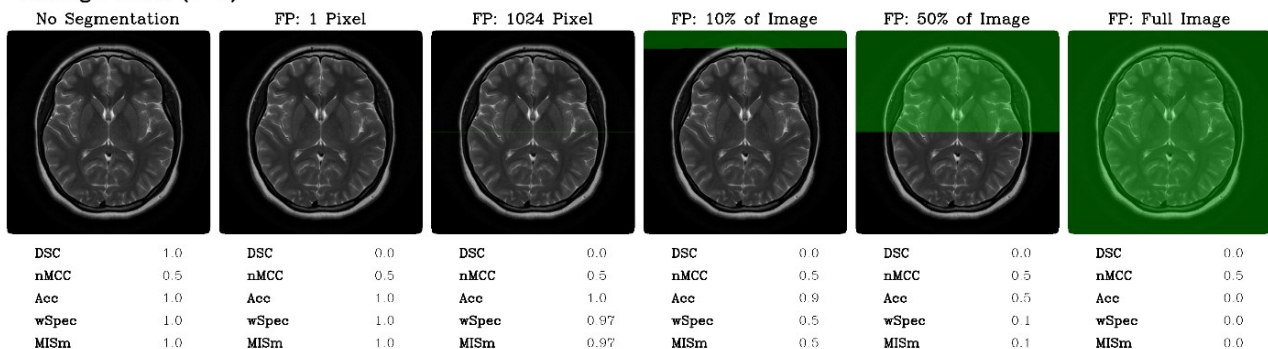 No Segmentation FP: 1 Pixel FP: 1024 Pixel FP: 10% of Image FP: 50% of Image FP: Full Image
DSC 1.0 DSC 0.0 DSC 0.0 DSC 0.0 DSC 0.0 DSC 0.0
nMCC 0.5 nMCC 0.5 nMCC 0.5 nMCC 0.5 nMCC 0.5 nMCC 0.5
Acc 1.0 Acc 1.0 Acc 1.0 Acc 0.9 Acc 0.5 Acc 0.0
wSpec 1.0 wSpec 1.0 wSpec 0.97 wSpec 0.5 wSpec 0.1 wSpec 0.0
MISm 1.0 MISm 1.0 MISm 0.97 MISm 0.5 MISm 0.1 MISm 0.0